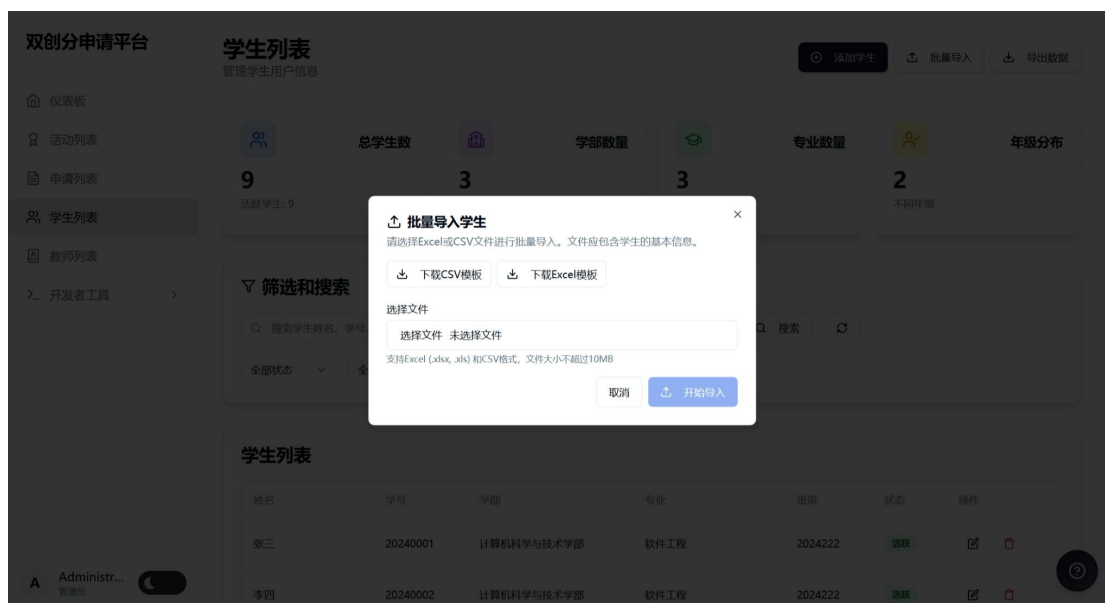 双创分申请平台
仪表板
活动列表
申请列表
学生列表
教师列表
开发者工具
A Administr...
管理员
学生列表
管理学生用户信息
添加学生 批量导入 导出数据
总学生数 学部数量 专业数量 年级分布
9 3 3 2
活跃学生: 9 不同年级
批量导入学生
请选择Excel或CSV文件进行批量导入。文件应包含学生的基本信息。
下载CSV模板 下载Excel模板
选择文件
选择文件 未选择文件
支持Excel (.xlsx, .xls) 和CSV格式，文件大小不超过10MB
取消 开始导入
筛选和搜索
搜索学生姓名、学号 搜索
全部状态 全
学生列表
姓名 学号 学部 专业 班级 状态 操作
张三 20240001 计算机科学与技术学部 软件工程 2024222 活跃
李四 20240002 计算机科学与技术学部 软件工程 2024222 活跃